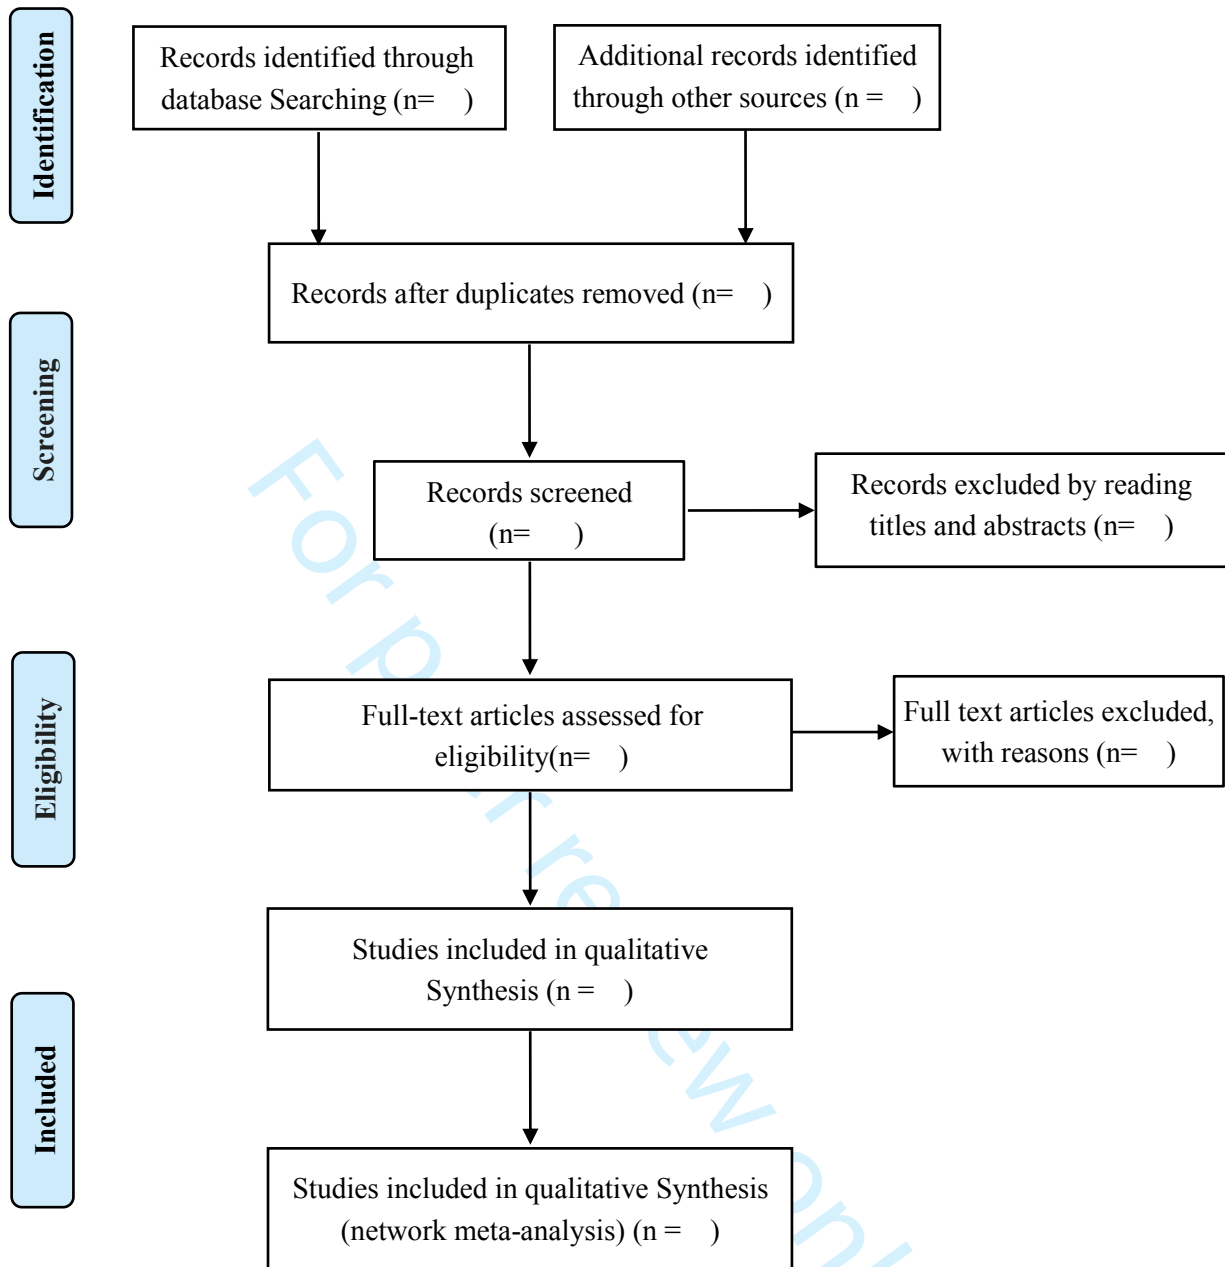 Identification
Records identified through
database Searching (n=    )
Additional records identified
through other sources (n =    )
Records after duplicates removed (n=    )
Screening
Records screened
(n=      )
Records excluded by reading
titles and abstracts (n=    )
Eligibility
Full-text articles assessed for
eligibility(n=    )
Full text articles excluded,
with reasons (n=    )
Studies included in qualitative
Synthesis (n =    )
Included
Studies included in qualitative Synthesis
(network meta-analysis) (n =    )
For review